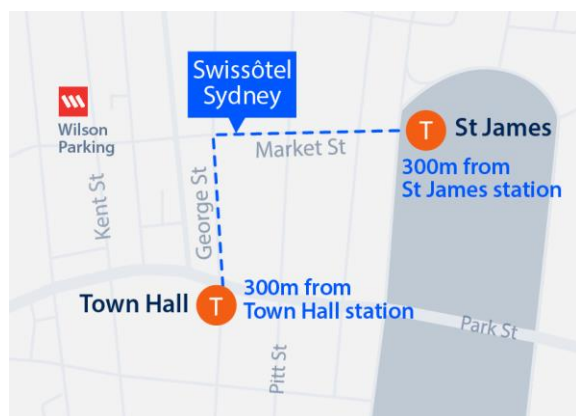 Swissôtel
Sydney
Wilson
Parking
T
St James
Market St
300m from
St James station
Kent St
George St
Town Hall
T
300m from
Town Hall station
Park St
Pitt St